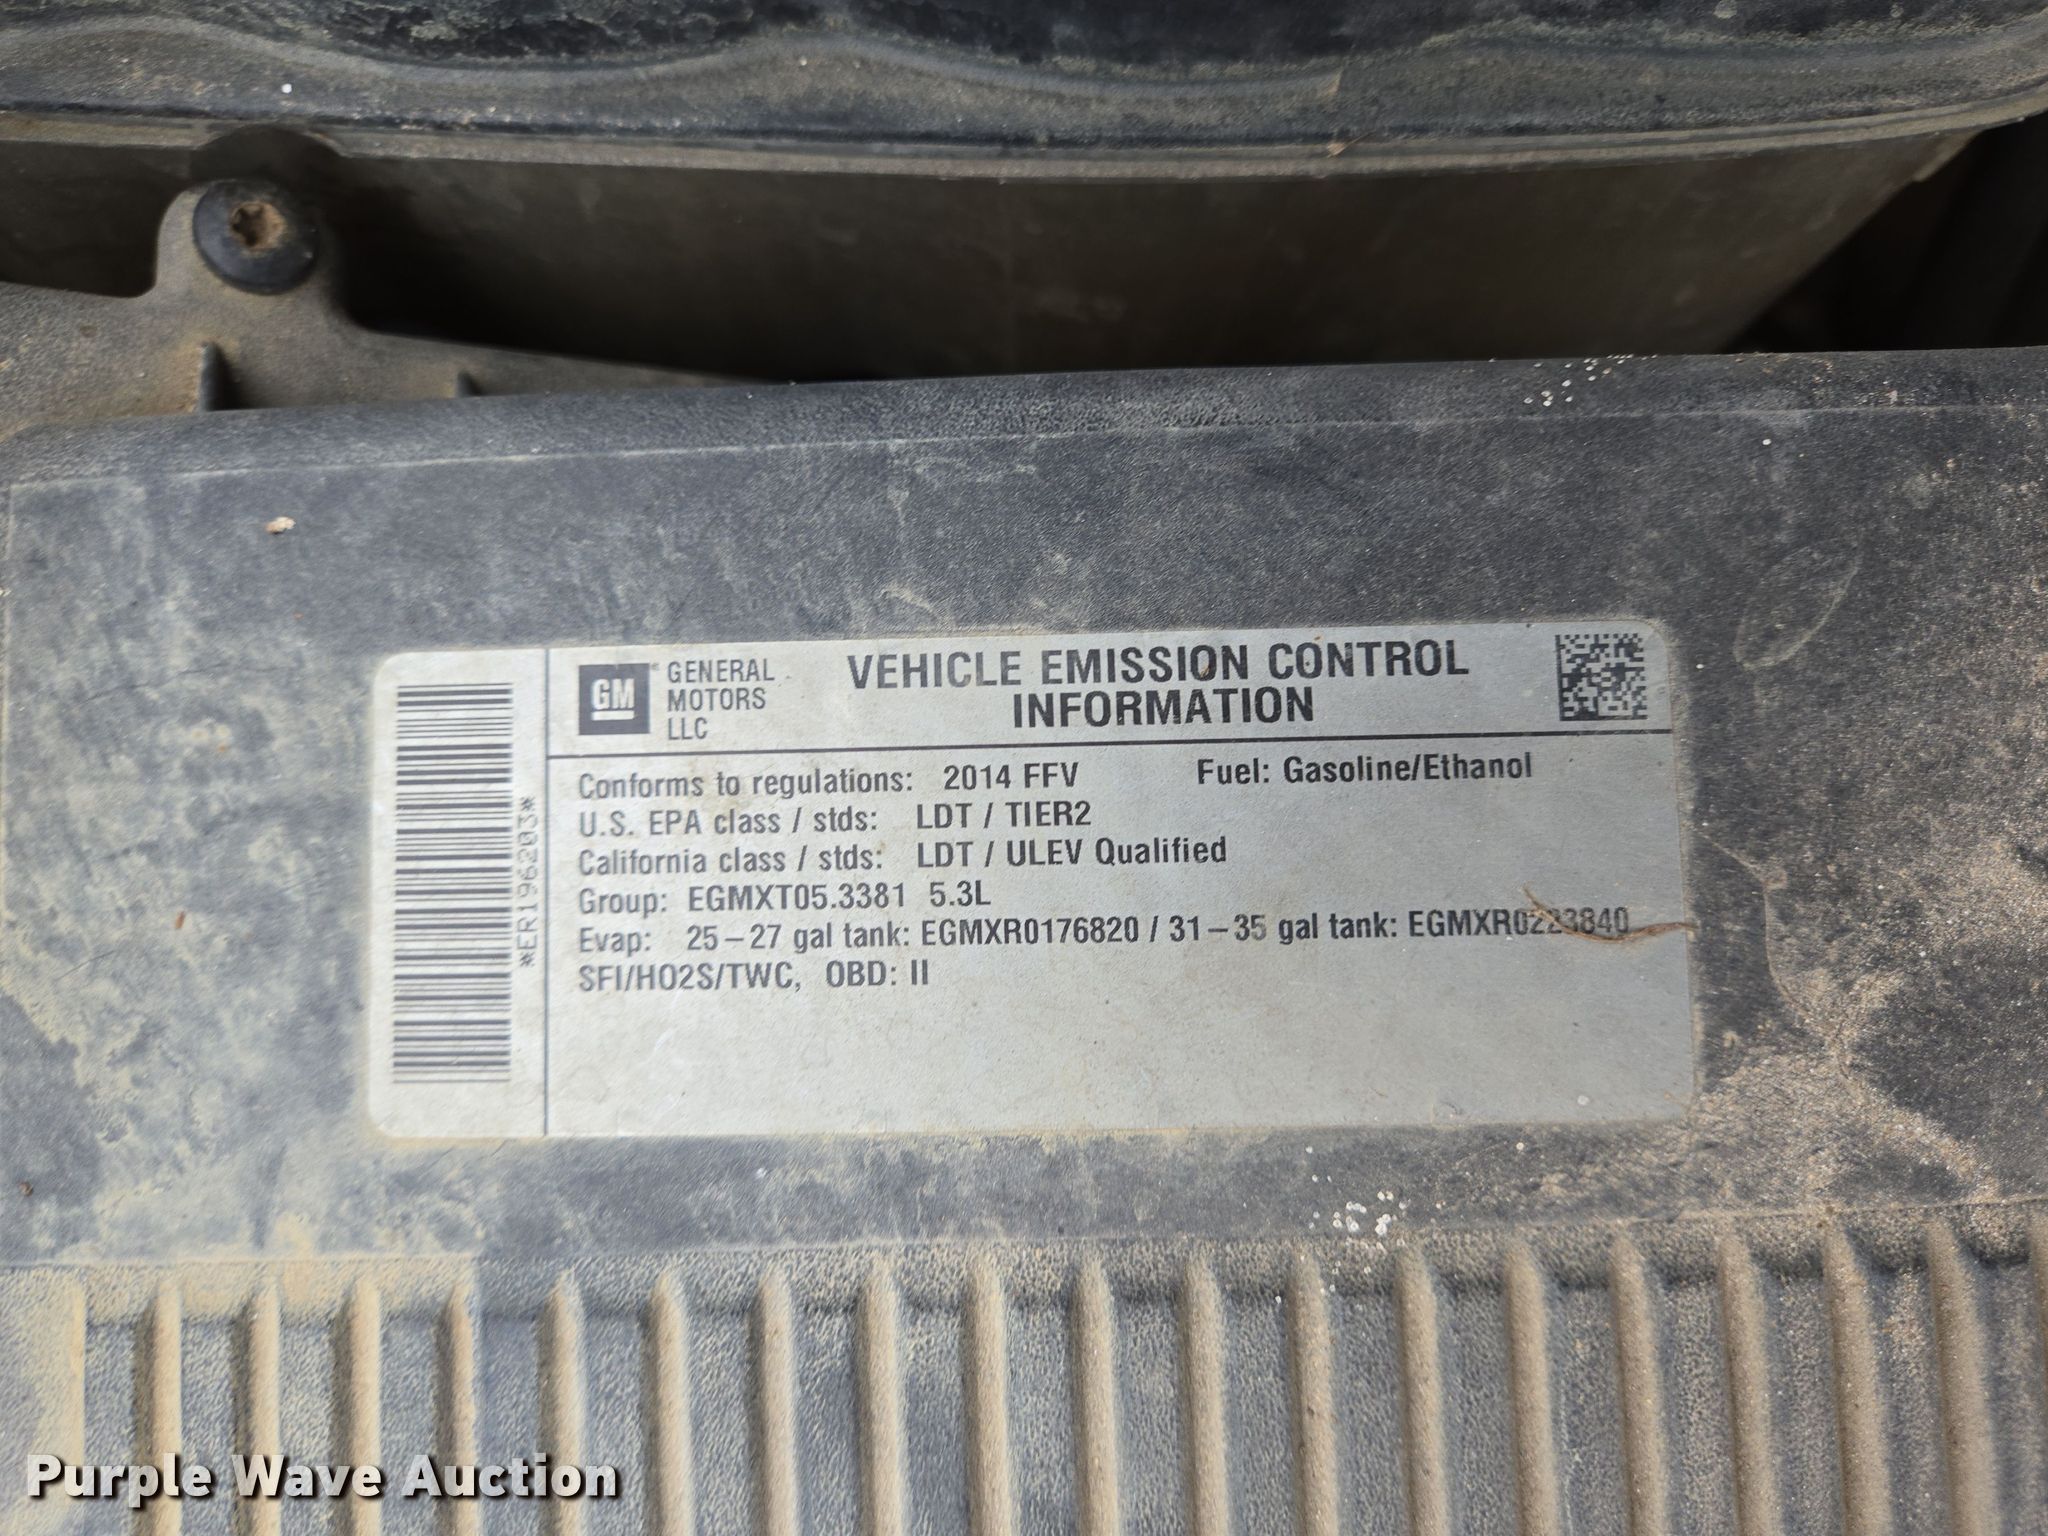 *ER196203*
GM
GENERAL
MOTORS
LLC
VEHICLE EMISSION CONTROL
INFORMATION
Conforms to regulations: 2014 FFV Fuel: Gasoline/Ethanol
U.S. EPA class / stds: LDT / TIER2
California class / stds: LDT / ULEV Qualified
Group: EGMXT05.3381 5.3L
Evap: 25–27 gal tank: EGMXR0176820 / 31–35 gal tank: EGMXR0223840
SFI/HO2S/TWC, OBD: II
Purple Wave Auction